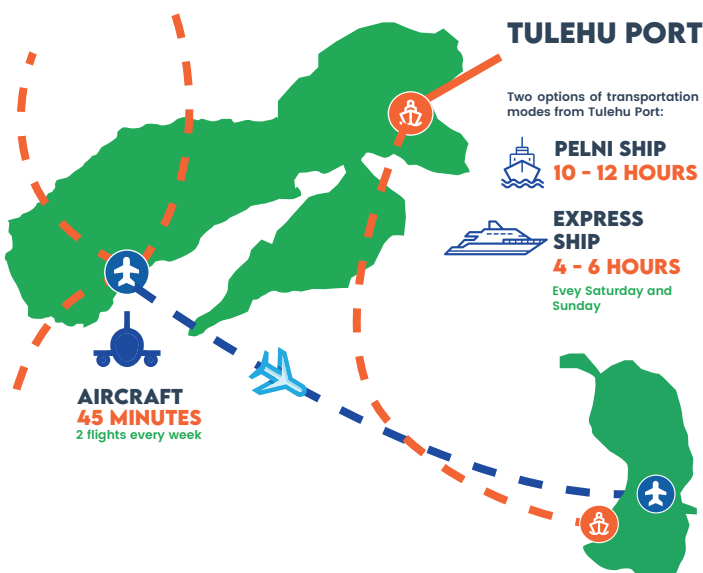 TULEHU PORT
Two options of transportation
modes from Tulehu Port:
PELNI SHIP
10 - 12 HOURS
EXPRESS
SHIP
4 - 6 HOURS
Evey Saturday and
Sunday
AIRCRAFT
45 MINUTES
2 flights every week